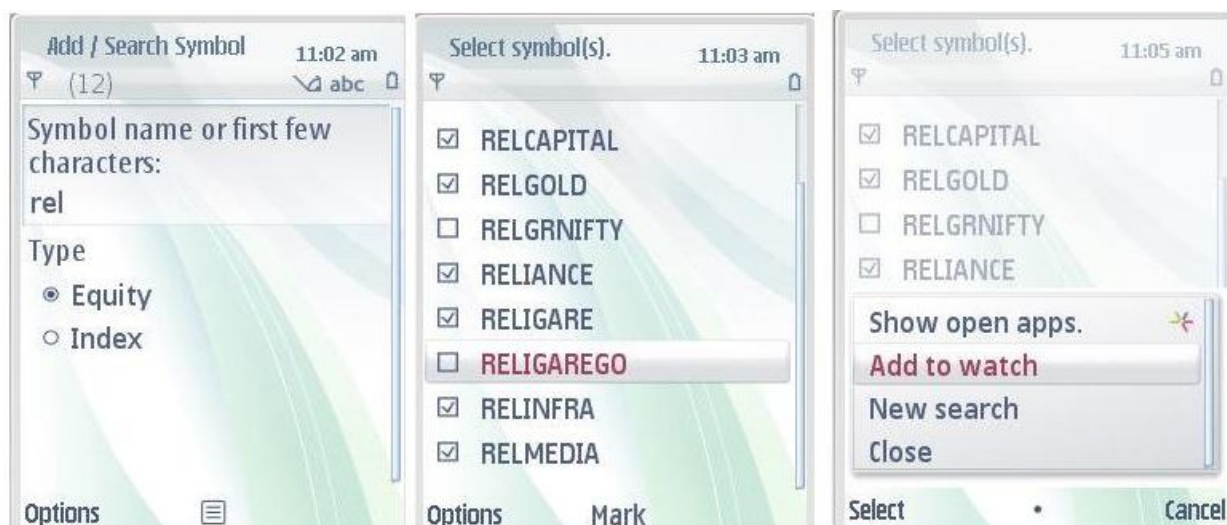 Add / Search Symbol
11:02 am
(12)
abc
Symbol name or first few
characters:
rel
Type
Equity
Index
Options
Select symbol(s).
11:03 am
RELCAPITAL
RELGOLD
RELGRNIFTY
RELIANCE
RELIGARE
RELIGAREGO
RELINFRA
RELMEDIA
Options
Mark
Select symbol(s).
11:05 am
RELCAPITAL
RELGOLD
RELGRNIFTY
RELIANCE
Show open apps.
Add to watch
New search
Close
Select
Cancel